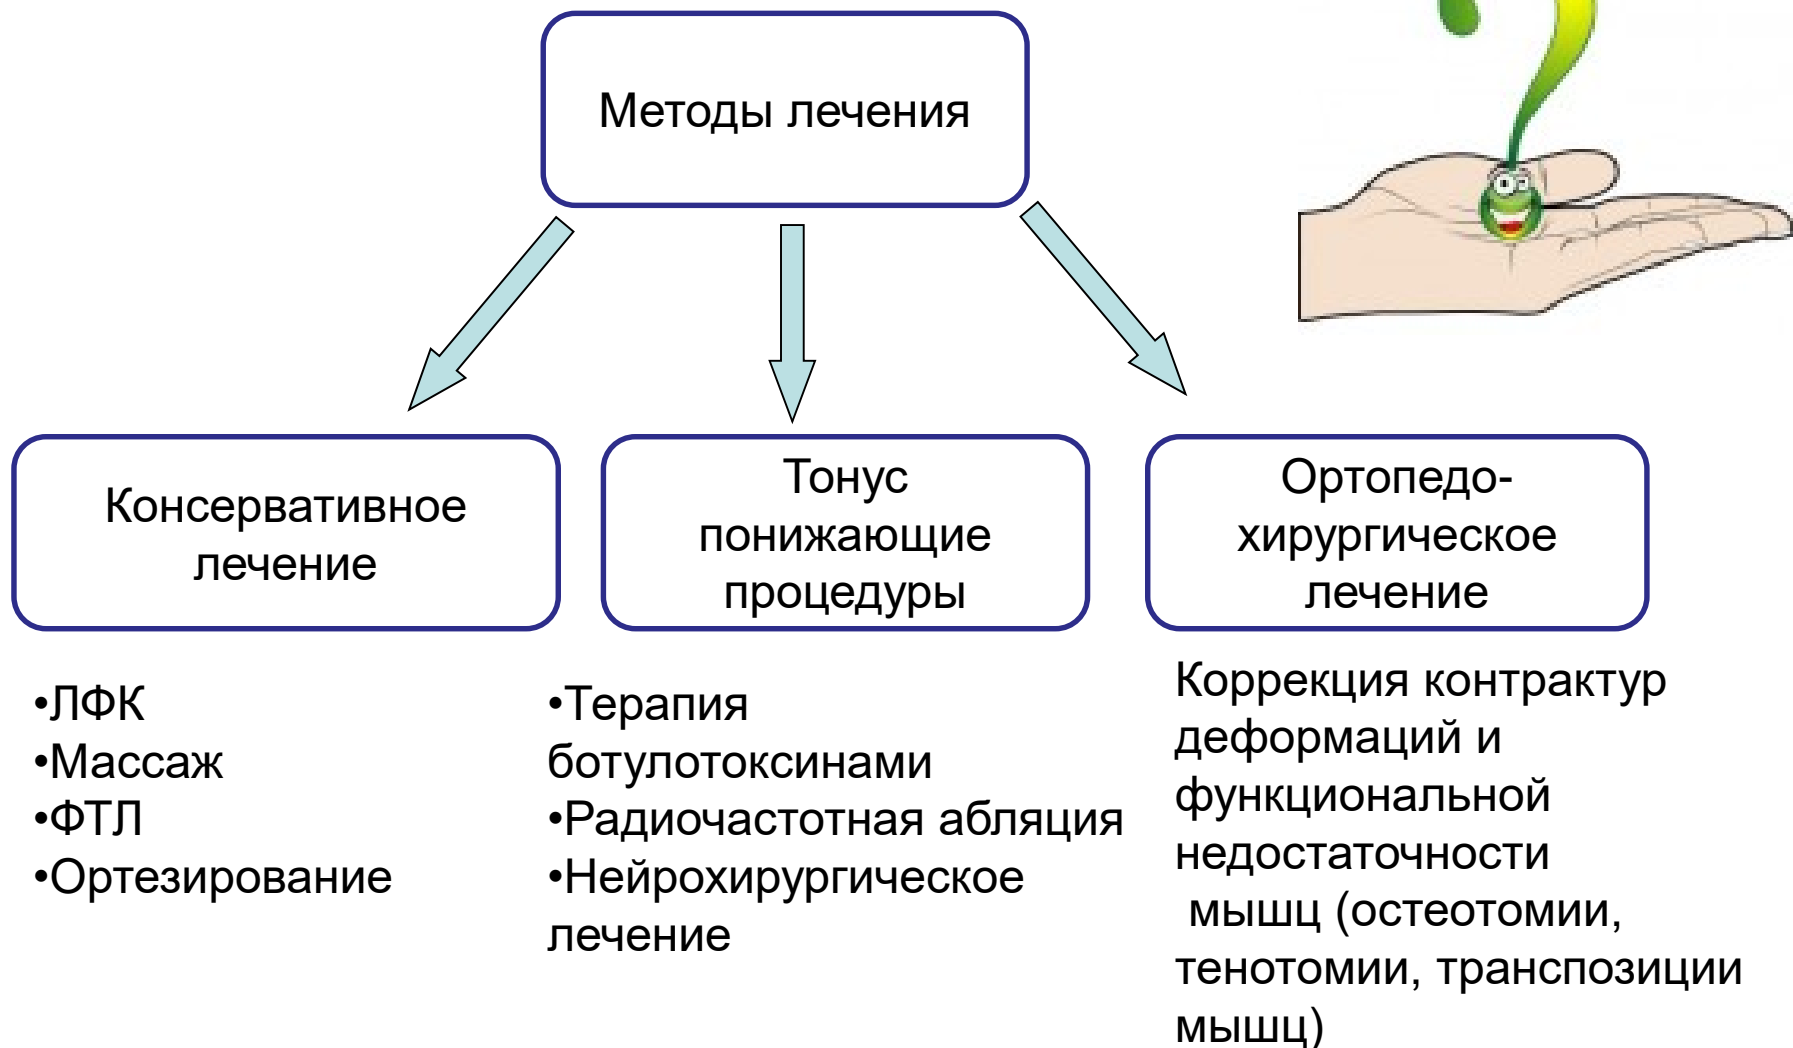 Методы лечения
Консервативное
лечение
Тонус
понижающие
процедуры
Ортопедо-
хирургическое
лечение
•ЛФК
•Массаж
•ФТЛ
•Ортезирование
•Терапия
ботулотоксинами
•Радиочастотная абляция
•Нейрохирургическое
лечение
Коррекция контрактур
деформаций и
функциональной
недостаточности
мышц (остеотомии,
тенотомии, транспозиции
мышц)